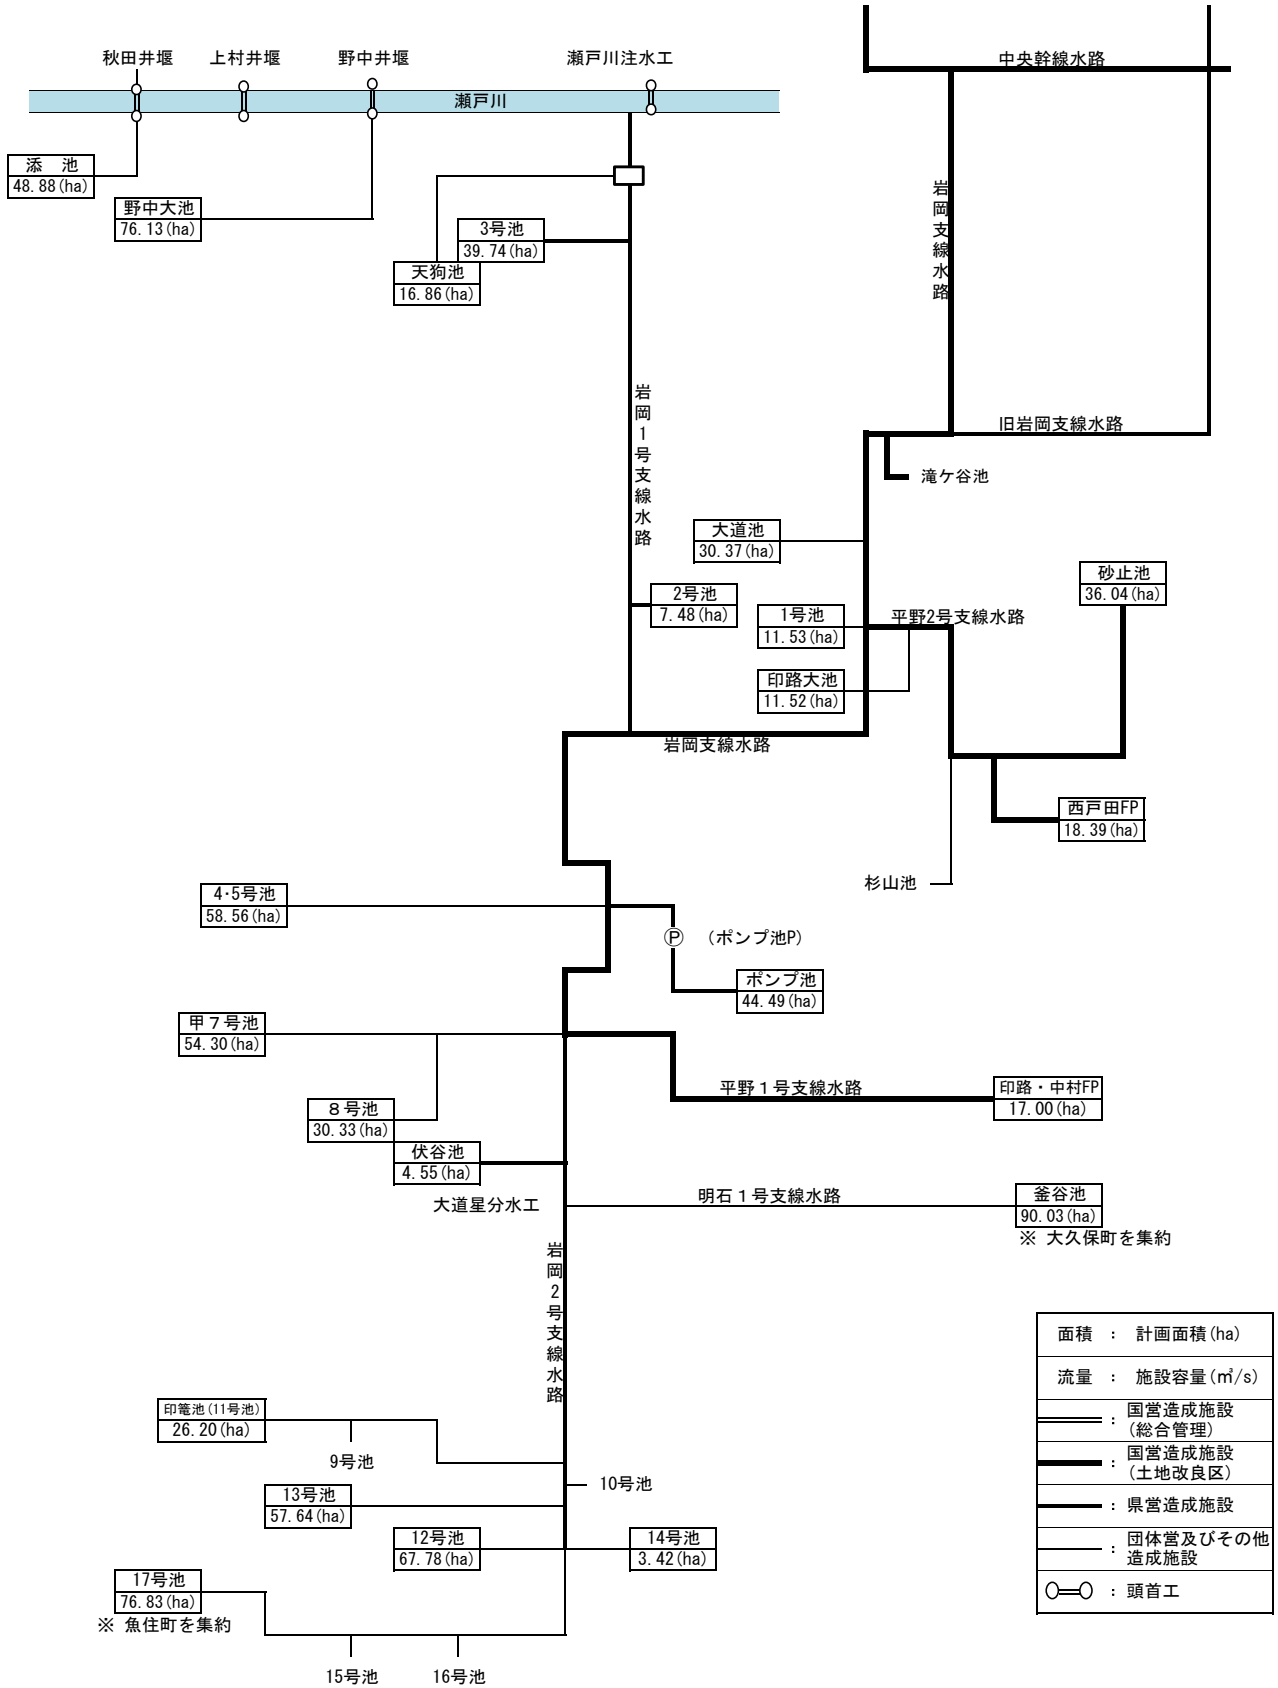 秋田井堰
上村井堰
野中井堰
瀬戸川注水工
瀬戸川
中央幹線水路
添　池
48.88(ha)
野中大池
76.13(ha)
3号池
39.74(ha)
天狗池
16.86(ha)
岩岡支線水路
岩岡1号支線水路
旧岩岡支線水路
滝ケ谷池
大道池
30.37(ha)
砂止池
36.04(ha)
2号池
7.48(ha)
1号池
11.53(ha)
平野2号支線水路
印路大池
11.52(ha)
岩岡支線水路
西戸田FP
18.39(ha)
杉山池
4･5号池
58.56(ha)
Ⓟ （ポンプ池P）
ポンプ池
44.49(ha)
甲７号池
54.30(ha)
平野１号支線水路
印路・中村FP
17.00(ha)
８号池
30.33(ha)
伏谷池
4.55(ha)
大道星分水工
明石１号支線水路
釜谷池
90.03(ha)
※ 大久保町を集約
岩岡2号支線水路
印篭池(11号池)
26.20(ha)
9号池
10号池
13号池
57.64(ha)
12号池
67.78(ha)
14号池
3.42(ha)
17号池
76.83(ha)
※ 魚住町を集約
15号池
16号池
面積 ： 計画面積(ha)
流量 ： 施設容量(㎥/s)
： 国営造成施設
(総合管理)
： 国営造成施設
(土地改良区)
： 県営造成施設
： 団体営及びその他
造成施設
： 頭首工